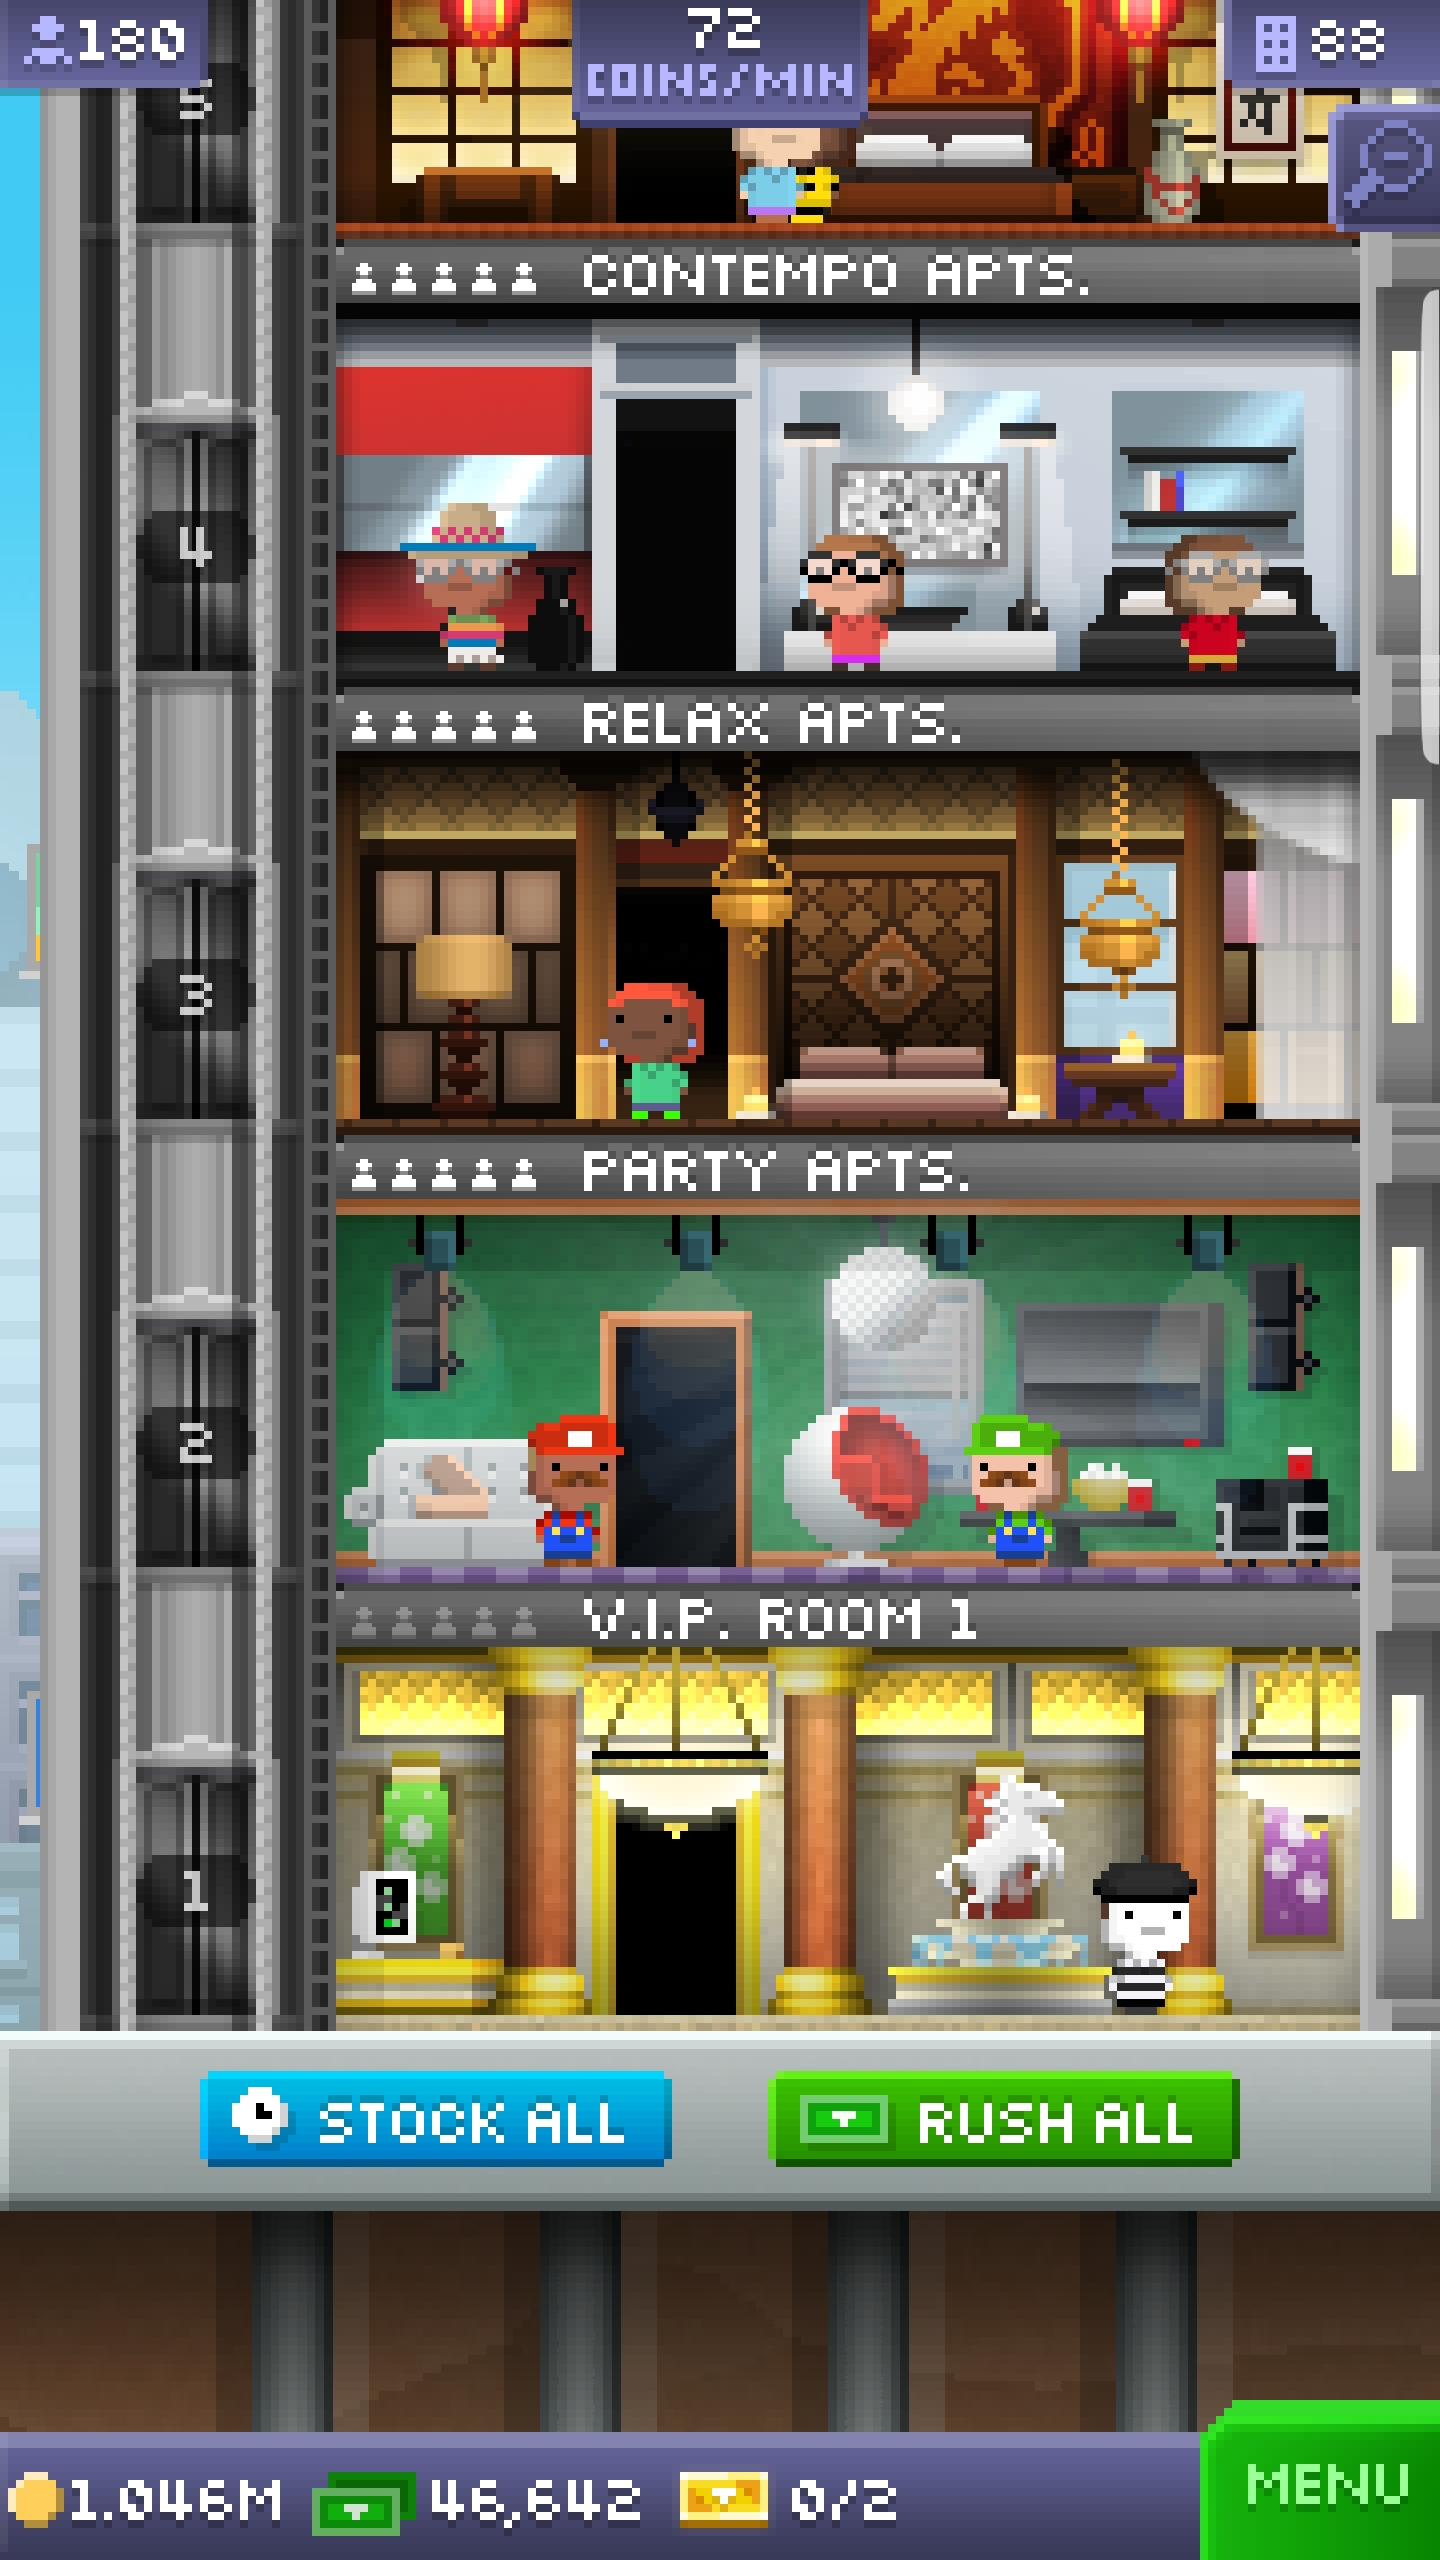 180
72
COINS/MIN
88
5
CONTEMPO APTS.
4
RELAX APTS.
3
PARTY APTS.
2
V.I.P. ROOM 1
1
STOCK ALL
RUSH ALL
1.046M
46,642
0/2
MENU